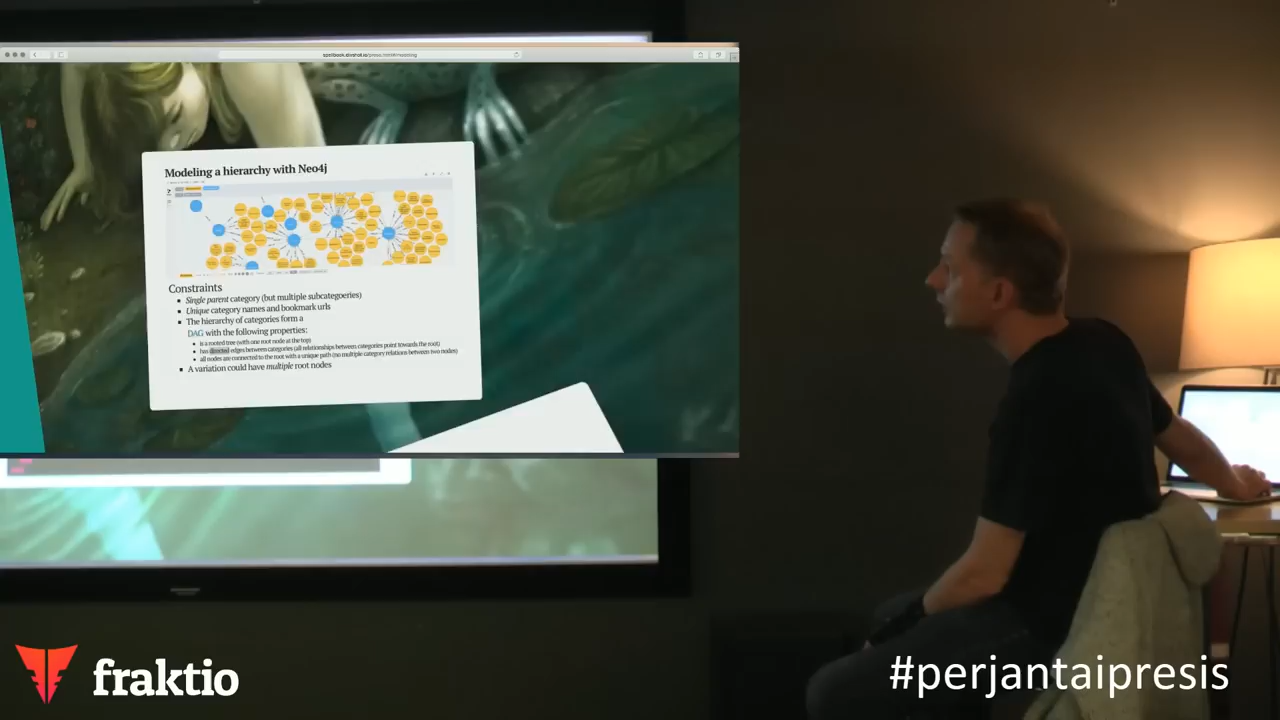 Modeling a hierarchy with Neo4j
Constraints
Single parent category (but multiple subcategoeries)
Unique category names and bookmark urls
The hierarchy of categories form a
DAG with the following properties:
is a rooted tree (with one root node at the top)
has directed edges between categories (all relationships between categories point towards the root)
all nodes are connected to the root with a unique path (no multiple category relations between two nodes)
A variation could have multiple root nodes
fraktio
#perjantaipresis